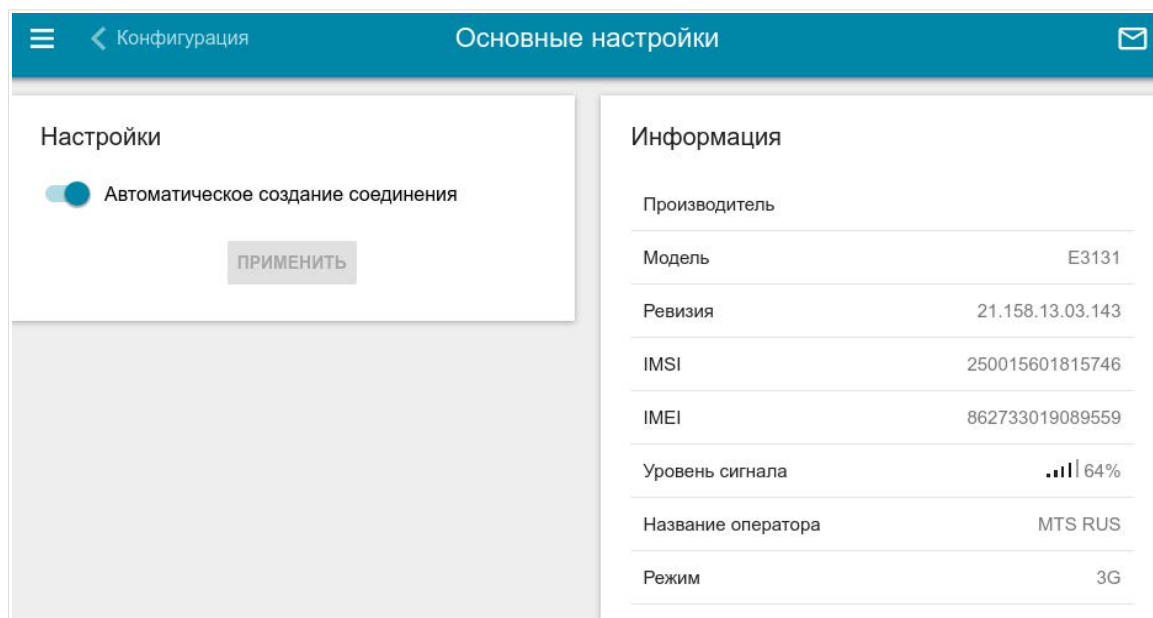 Конфигурация
Основные настройки
Настройки
Автоматическое создание соединения
ПРИМЕНИТЬ
Информация
Производитель
Модель E3131
Ревизия 21.158.13.03.143
IMSI 250015601815746
IMEI 862733019089559
Уровень сигнала 64%
Название оператора MTS RUS
Режим 3G